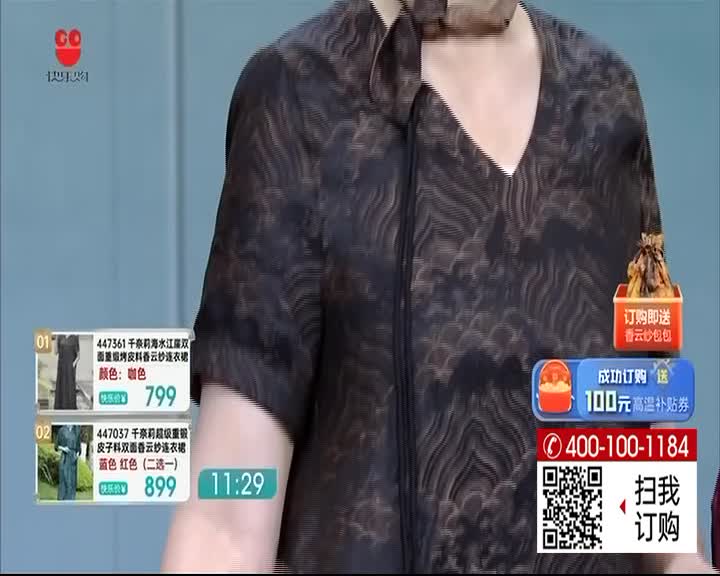 GO
快乐购
01
447361 千奈莉海水江崖双
面重缎烤皮料香云纱连衣裙
颜色：咖色
快乐价¥ 799
02
447037 千奈莉超级重缎
皮子料双面香云纱连衣裙
蓝色 红色（二选一）
快乐价¥ 899
11:29
订购即送
香云纱包包
成功订购 送
100元高温补贴券
400-100-1184
扫我
订购